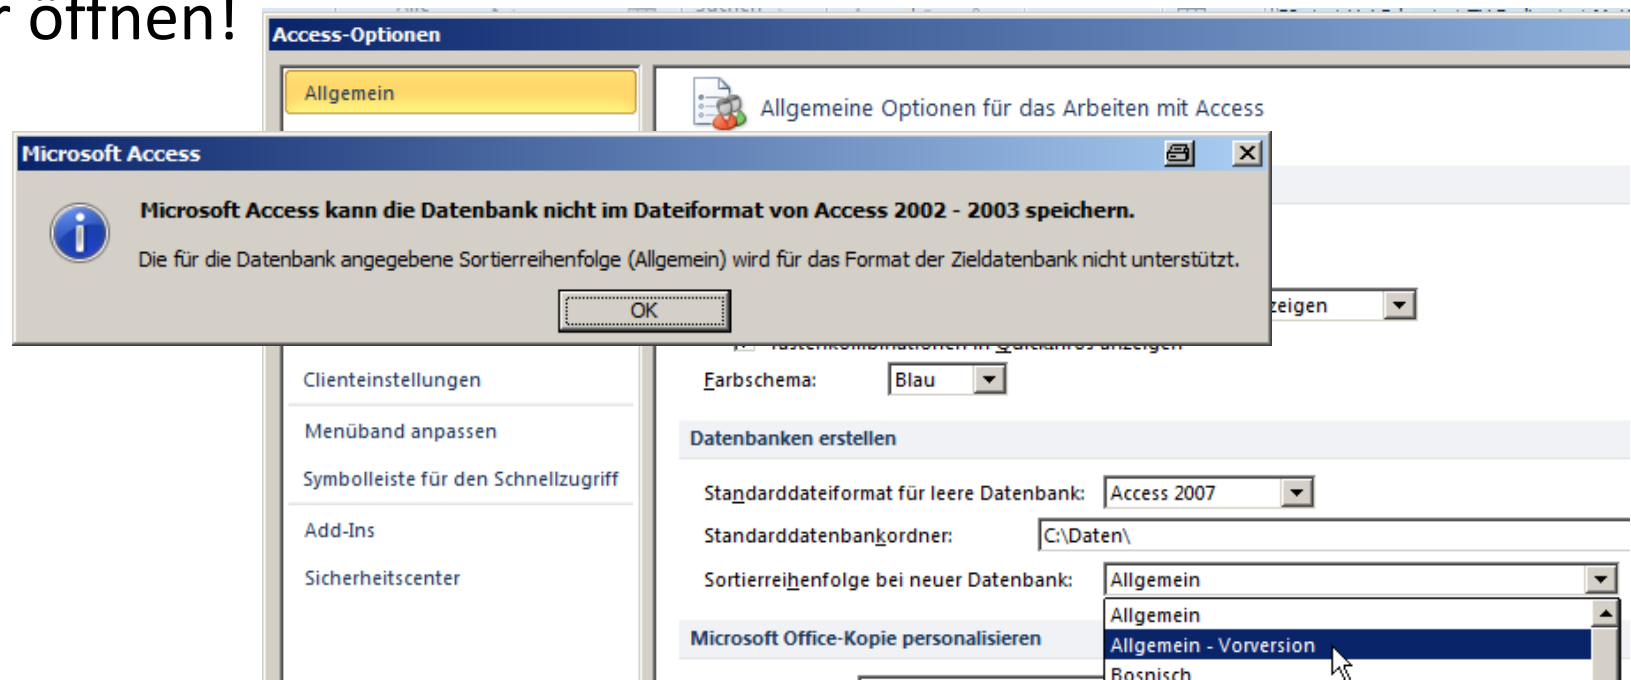 öffnen!
Access-Optionen
Allgemein
Allgemeine Optionen für das Arbeiten mit Access
Microsoft Access
Microsoft Access kann die Datenbank nicht im Dateiformat von Access 2002 - 2003 speichern.
Die für die Datenbank angegebene Sortierreihenfolge (Allgemein) wird für das Format der Zieldatenbank nicht unterstützt.
OK
zeigen
Tastenkombinationen in QuickInfos anzeigen
Clienteinstellungen
Farbschema: Blau
Menüband anpassen
Datenbanken erstellen
Symbolleiste für den Schnellzugriff
Standarddateiformat für leere Datenbank: Access 2007
Add-Ins
Standarddatenbankordner: C:\Daten\
Sicherheitscenter
Sortierreihenfolge bei neuer Datenbank: Allgemein
Allgemein
Microsoft Office-Kopie personalisieren
Allgemein - Vorversion
Bosnisch